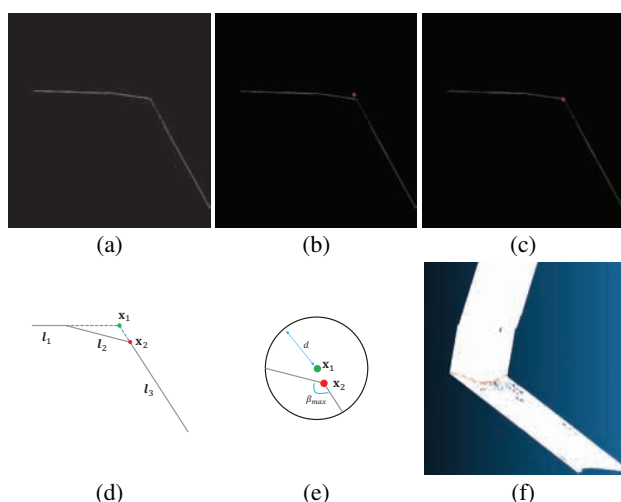 (a) (b) (c)
x₁
l₁ x₂
l₂
l₃
d
x₁
x₂
βmax
(d) (e) (f)